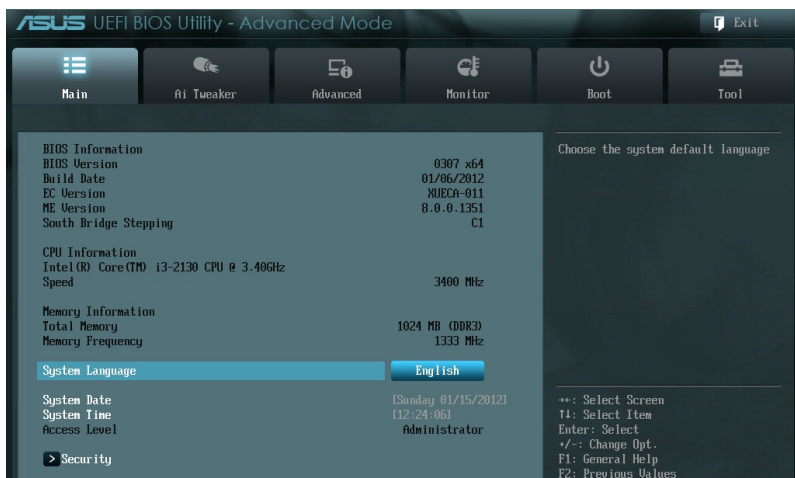 ASUS UEFI BIOS Utility - Advanced Mode
Exit
Main
Ai Tweaker
Advanced
Monitor
Boot
Tool
BIOS Information
BIOS Version 0307 x64
Build Date 01/06/2012
EC Version XUECA-011
ME Version 8.0.0.1351
South Bridge Stepping C1
CPU Information
Intel(R) Core(TM) i3-2130 CPU @ 3.40GHz
Speed 3400 MHz
Memory Information
Total Memory 1024 MB (DDR3)
Memory Frequency 1333 MHz
System Language English
System Date [Sunday 01/15/2012]
System Time [12:24:06]
Access Level Administrator
> Security
Choose the system default language
→←: Select Screen
↑↓: Select Item
Enter: Select
+/-: Change Opt.
F1: General Help
F2: Previous Values